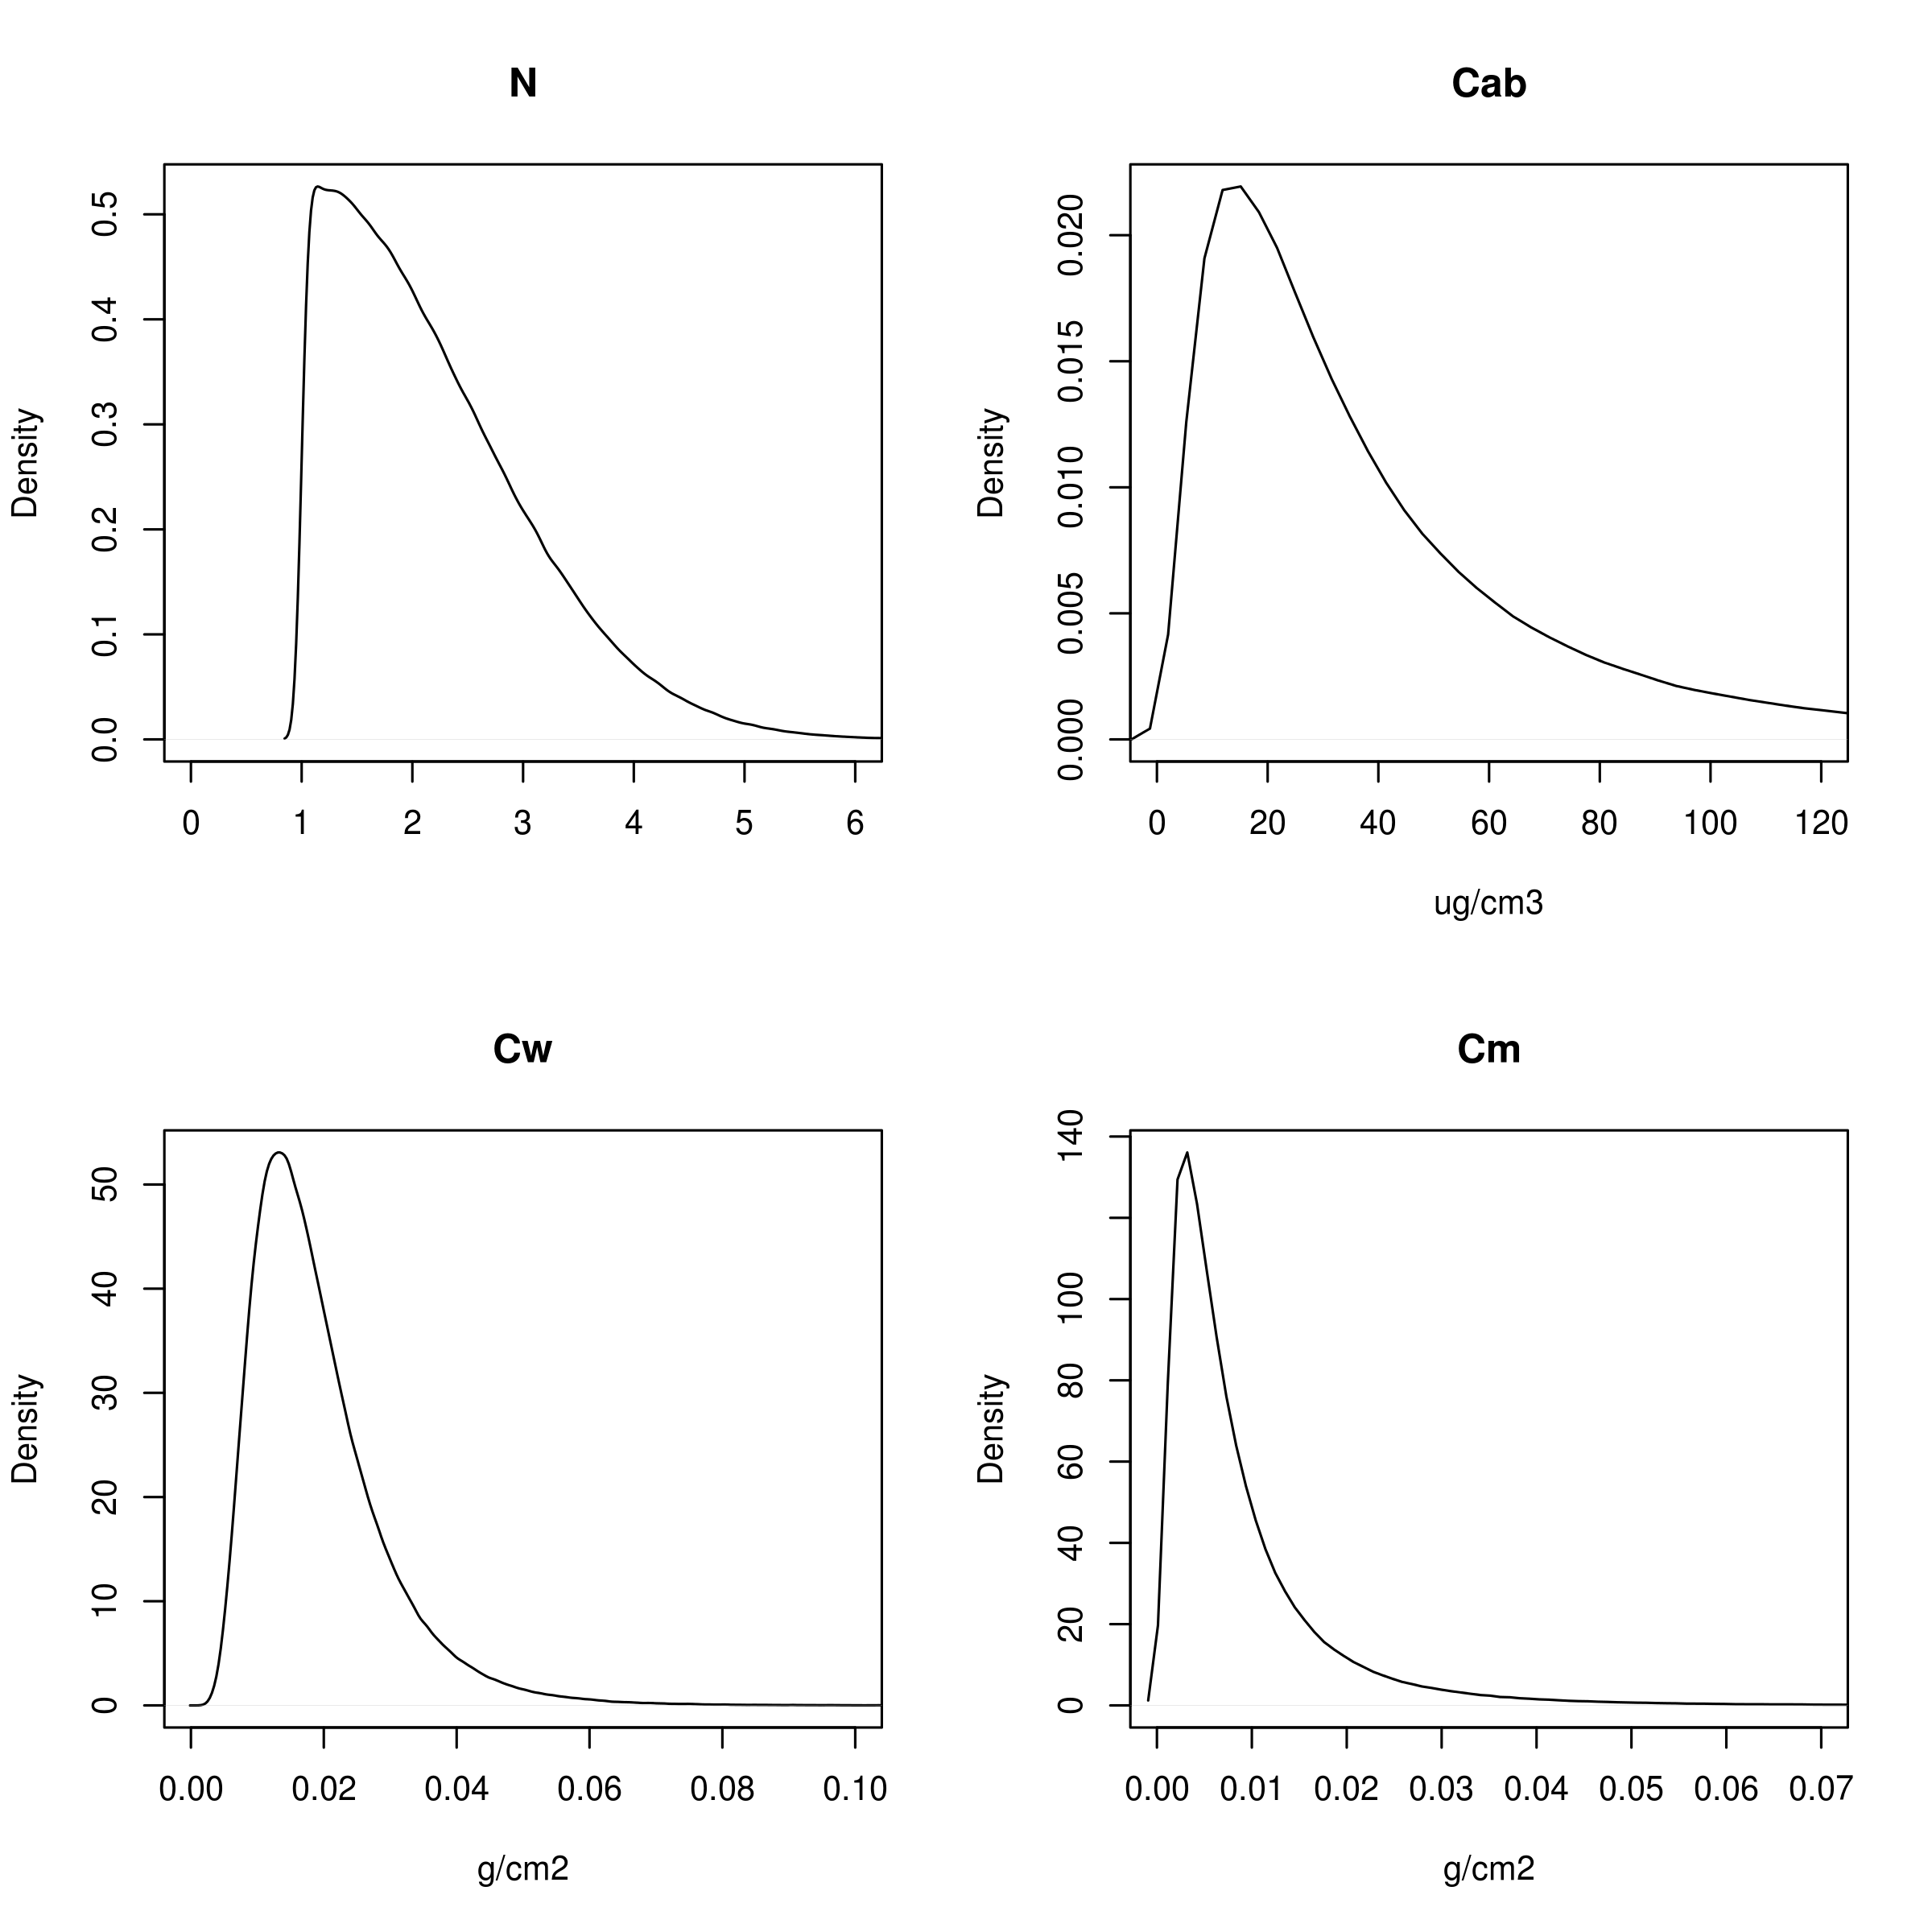 N
Density
0.0 0.1 0.2 0.3 0.4 0.5
0 1 2 3 4 5 6
Cab
Density
0.000 0.005 0.010 0.015 0.020
0 20 40 60 80 100 120
ug/cm3
Cw
Density
0 10 20 30 40 50
0.00 0.02 0.04 0.06 0.08 0.10
g/cm2
Cm
Density
0 20 40 60 80 100 140
0.00 0.01 0.02 0.03 0.04 0.05 0.06 0.07
g/cm2